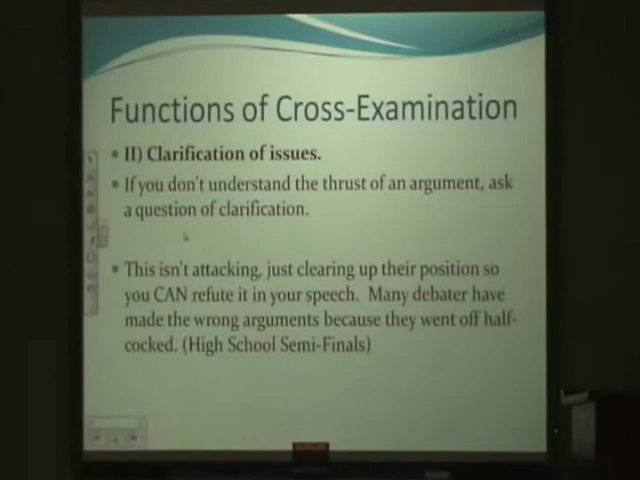 Functions of Cross-Examination
• II) Clarification of issues.
• If you don't understand the thrust of an argument, ask
a question of clarification.
• This isn't attacking, just clearing up their position so
you CAN refute it in your speech. Many debater have
made the wrong arguments because they went off half-
cocked. (High School Semi-Finals)